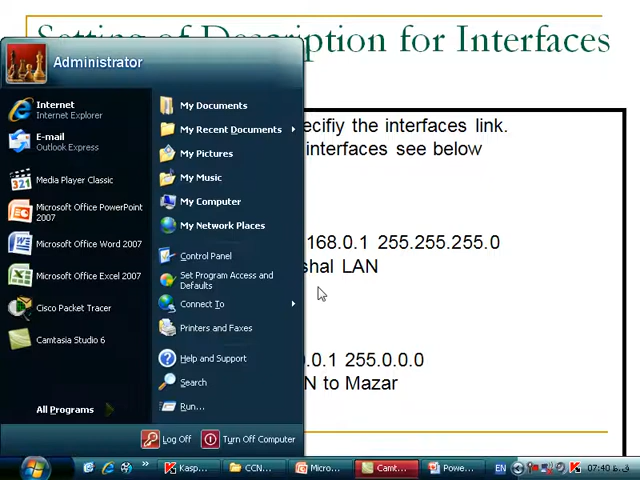 Setting of Description for Interfaces
Administrator
Internet
Internet Explorer
E-mail
Outlook Express
Media Player Classic
Microsoft Office PowerPoint
2007
Microsoft Office Word 2007
Microsoft Office Excel 2007
Cisco Packet Tracer
Camtasia Studio 6
All Programs
My Documents
My Recent Documents
My Pictures
My Music
My Computer
My Network Places
Control Panel
Set Program Access and
Defaults
Connect To
Printers and Faxes
Help and Support
Search
Run...
Log Off
Turn Off Computer
ecifiy the interfaces link.
interfaces see below
168.0.1 255.255.255.0
shal LAN
.0.1 255.0.0.0
N to Mazar
Kasp...
CCN...
Micro...
Camt...
Powe...
EN
07:40